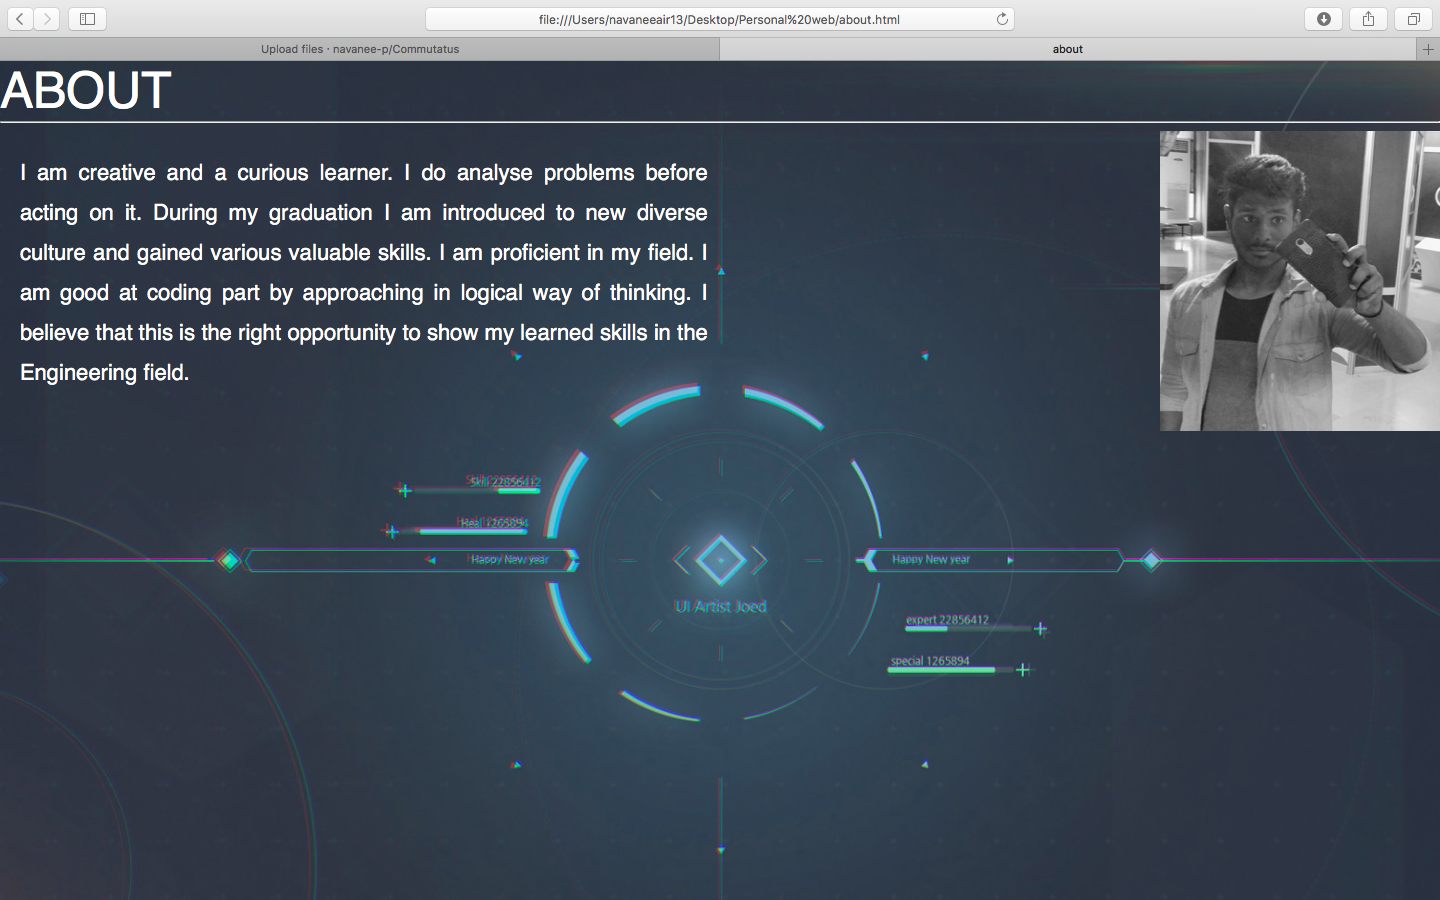 file:///Users/navaneeair13/Desktop/Personal%20web/about.html
Upload files · navanee-p/Commutatus
about
ABOUT
I am creative and a curious learner. I do analyse problems before
acting on it. During my graduation I am introduced to new diverse
culture and gained various valuable skills. I am proficient in my field. I
am good at coding part by approaching in logical way of thinking. I
believe that this is the right opportunity to show my learned skills in the
Engineering field.
Skill 22856412
Heal 1265894
Happy New year
Happy New year
UI Artist Joed
expert 22856412
special 1265894